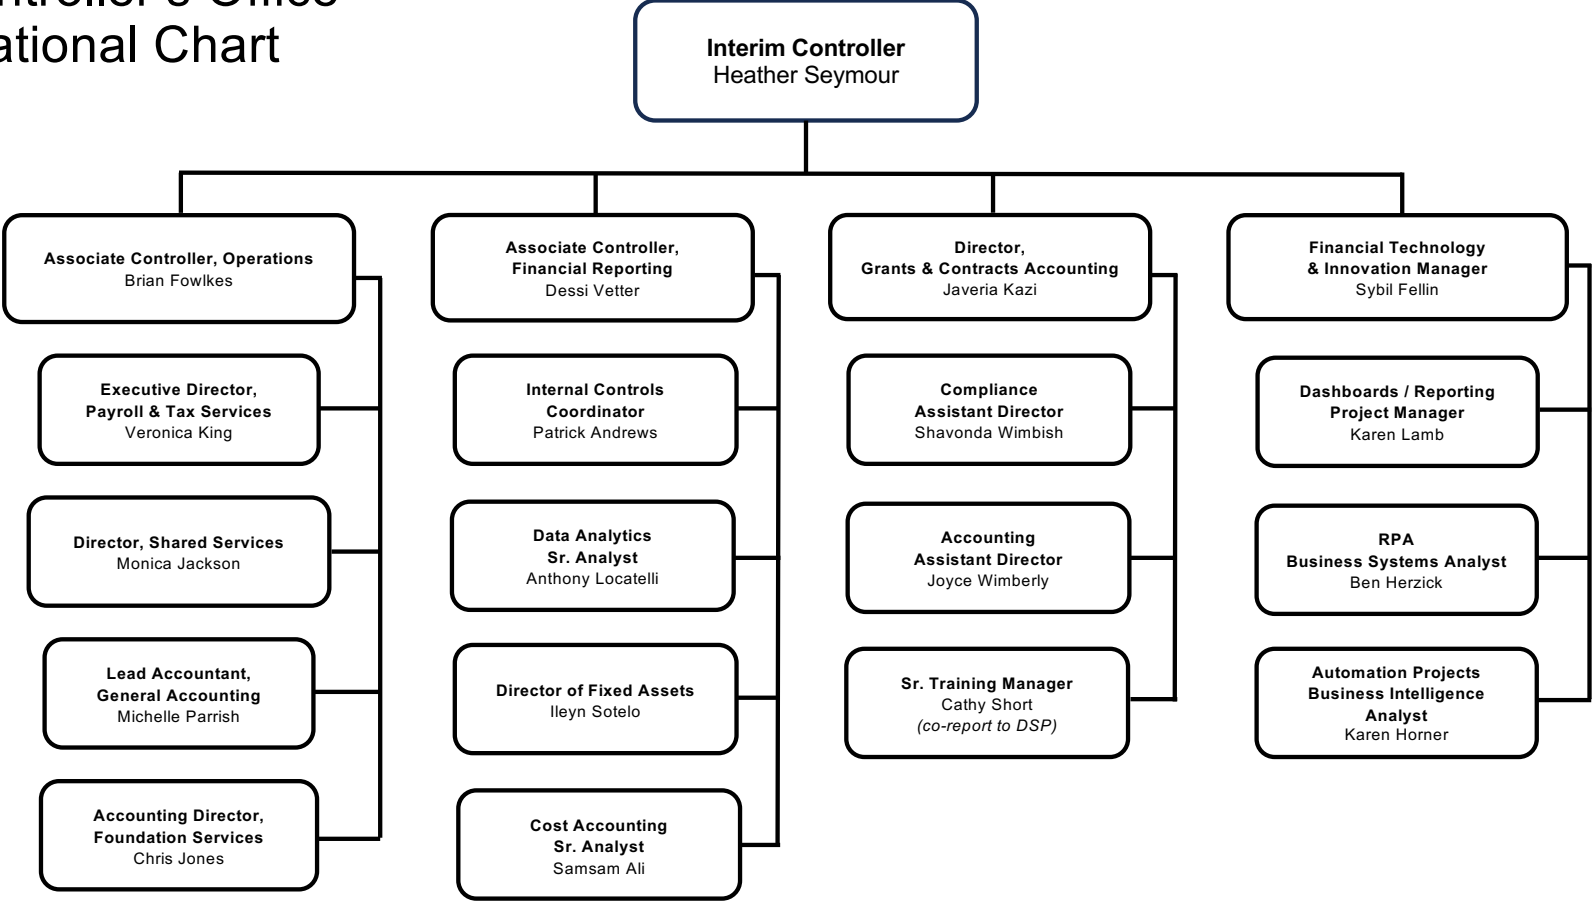 Office
Chart
Interim Controller
Heather Seymour
Associate Controller, Operations
Brian Fowlkes
Executive Director,
Payroll & Tax Services
Veronica King
Director, Shared Services
Monica Jackson
Lead Accountant,
General Accounting
Michelle Parrish
Accounting Director,
Foundation Services
Chris Jones
Associate Controller,
Financial Reporting
Dessi Vetter
Internal Controls
Coordinator
Patrick Andrews
Data Analytics
Sr. Analyst
Anthony Locatelli
Director of Fixed Assets
Ileyn Sotelo
Cost Accounting
Sr. Analyst
Samsam Ali
Director,
Grants & Contracts Accounting
Javeria Kazi
Compliance
Assistant Director
Shavonda Wimbish
Accounting
Assistant Director
Joyce Wimberly
Sr. Training Manager
Cathy Short
(co-report to DSP)
Financial Technology
& Innovation Manager
Sybil Fellin
Dashboards / Reporting
Project Manager
Karen Lamb
RPA
Business Systems Analyst
Ben Herzick
Automation Projects
Business Intelligence
Analyst
Karen Horner